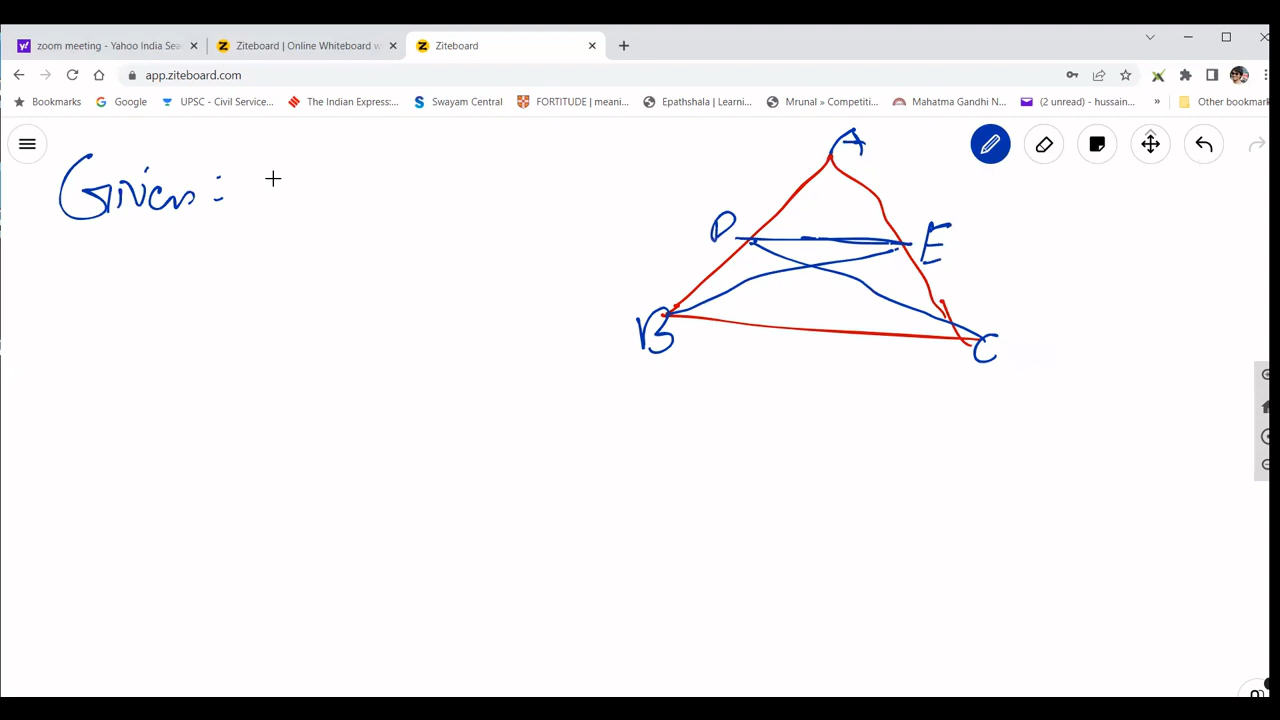 zoom meeting - Yahoo India Sea
Ziteboard | Online Whiteboard w
Ziteboard
app.ziteboard.com
Bookmarks
Google
UPSC - Civil Service...
The Indian Express:...
Swayam Central
FORTITUDE | meani...
Epathshala | Learni...
Mrunal » Competiti...
Mahatma Gandhi N...
(2 unread) - hussain...
»
Other bookmark
Given :
A
D
E
B
C